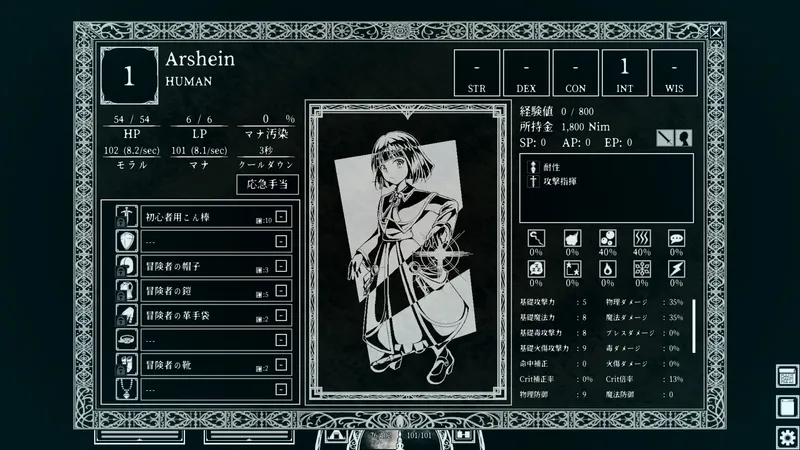 1
Arshein
HUMAN
54 / 54
HP
6 / 6
LP
0 %
マナ汚染
102 (8.2/sec)
モラル
101 (8.1/sec)
マナ
3秒
クールダウン
応急手当
-
STR
-
DEX
-
CON
1
INT
-
WIS
経験値 0 / 800
所持金 1,800 Nim
SP: 0 AP: 0 EP: 0
耐性
攻撃指揮
初心者用こん棒 :10 -
--- -
冒険者の帽子 :3 -
冒険者の鎧 :5 -
冒険者の革手袋 :2 -
--- -
冒険者の靴 :2 -
--- -
0% 0% 40% 40% 0%
0% 0% 0% 0% 0%
基礎攻撃力 : 5 物理ダメージ : 35%
基礎魔法力 : 8 魔法ダメージ : 35%
基礎毒攻撃力 : 8 ブレスダメージ : 0%
基礎火傷攻撃力 : 9 毒ダメージ : 0%
命中補正 : 0 火傷ダメージ : 0%
Crit補正率 : 0% Crit倍率 : 13%
物理防御 : 9 魔法防御 : 0
101/101